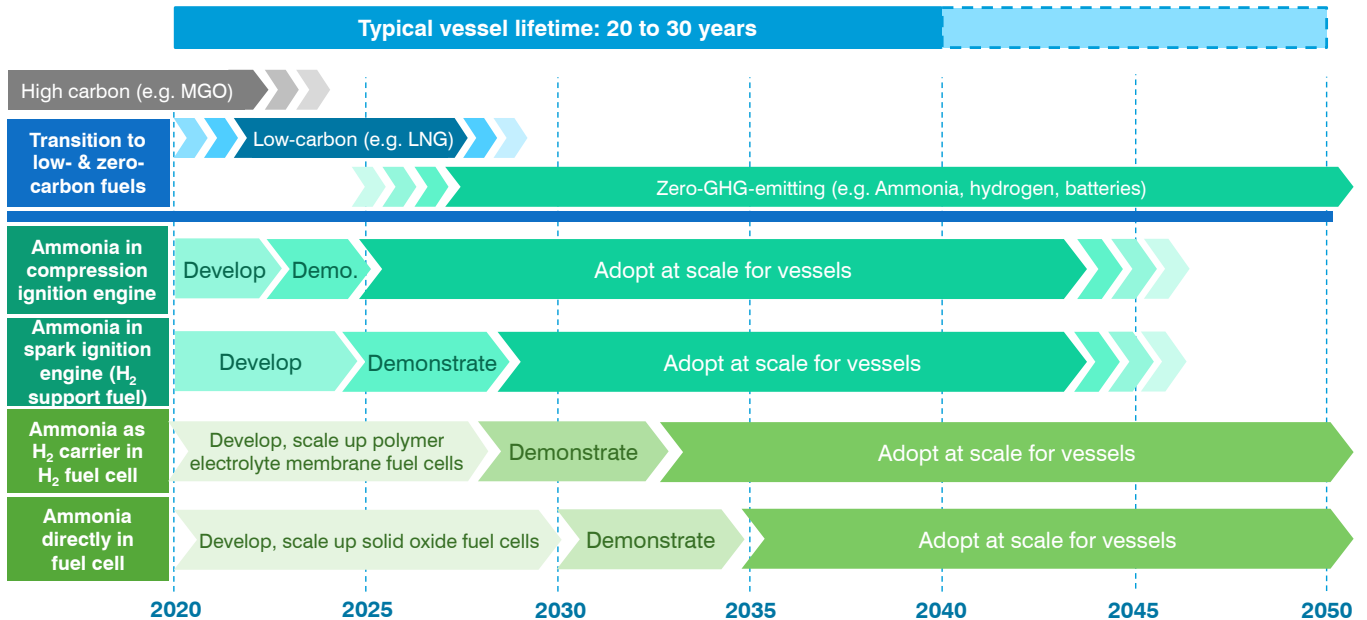 Typical vessel lifetime: 20 to 30 years
High carbon (e.g. MGO)
Transition to
low- & zero-
carbon fuels
Low-carbon (e.g. LNG)
Zero-GHG-emitting (e.g. Ammonia, hydrogen, batteries)
Ammonia in
compression
ignition engine
Develop
Demo.
Adopt at scale for vessels
Ammonia in
spark ignition
engine (H₂
support fuel)
Develop
Demonstrate
Adopt at scale for vessels
Ammonia as
H₂ carrier in
H₂ fuel cell
Develop, scale up polymer
electrolyte membrane fuel cells
Demonstrate
Adopt at scale for vessels
Ammonia
directly in
fuel cell
Develop, scale up solid oxide fuel cells
Demonstrate
Adopt at scale for vessels
2020 2025 2030 2035 2040 2045 2050